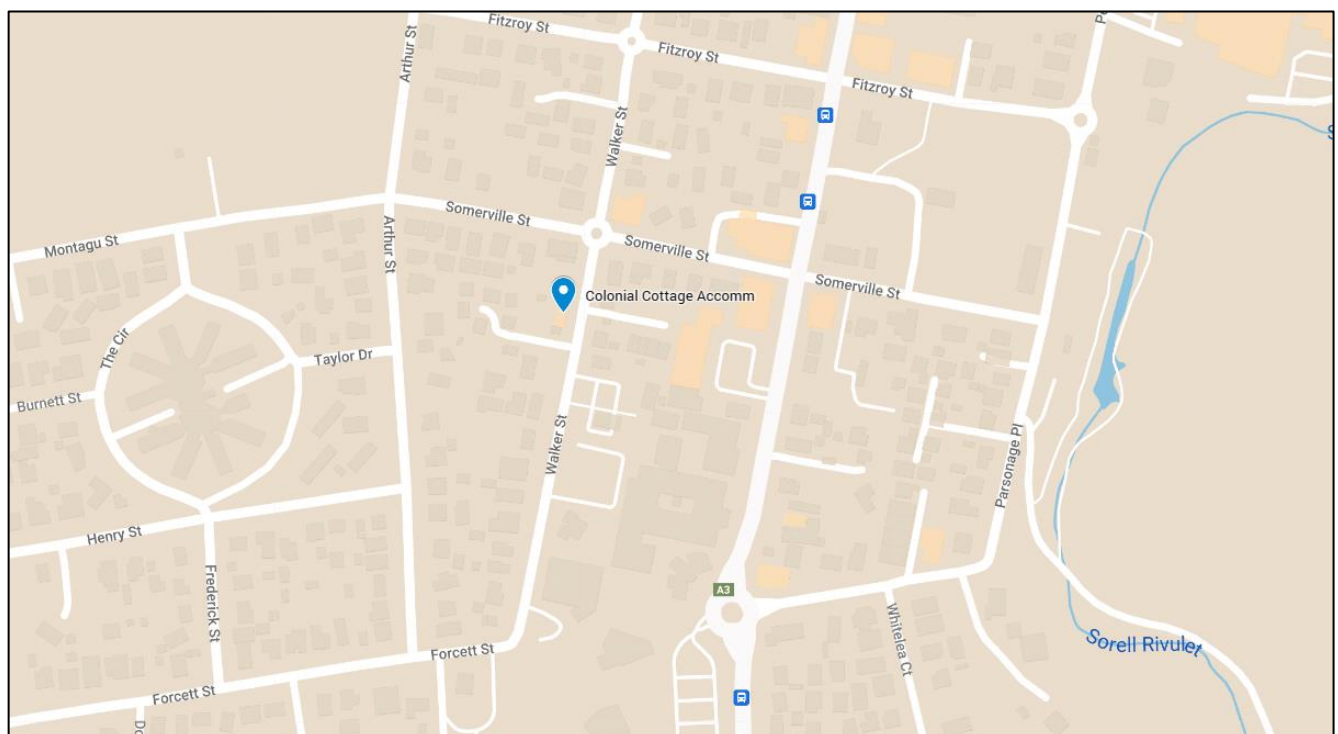 Fitzroy St
Arthur St
Fitzroy St
Fitzroy St
Walker St
Somerville St
Arthur St
Somerville St
Montagu St
Somerville St
Colonial Cottage Accomm
The Cir
Taylor Dr
Burnett St
Walker St
Parsonage Pl
Henry St
Frederick St
A3
Whitelea Ct
Sorell Rivulet
Forcett St
Forcett St